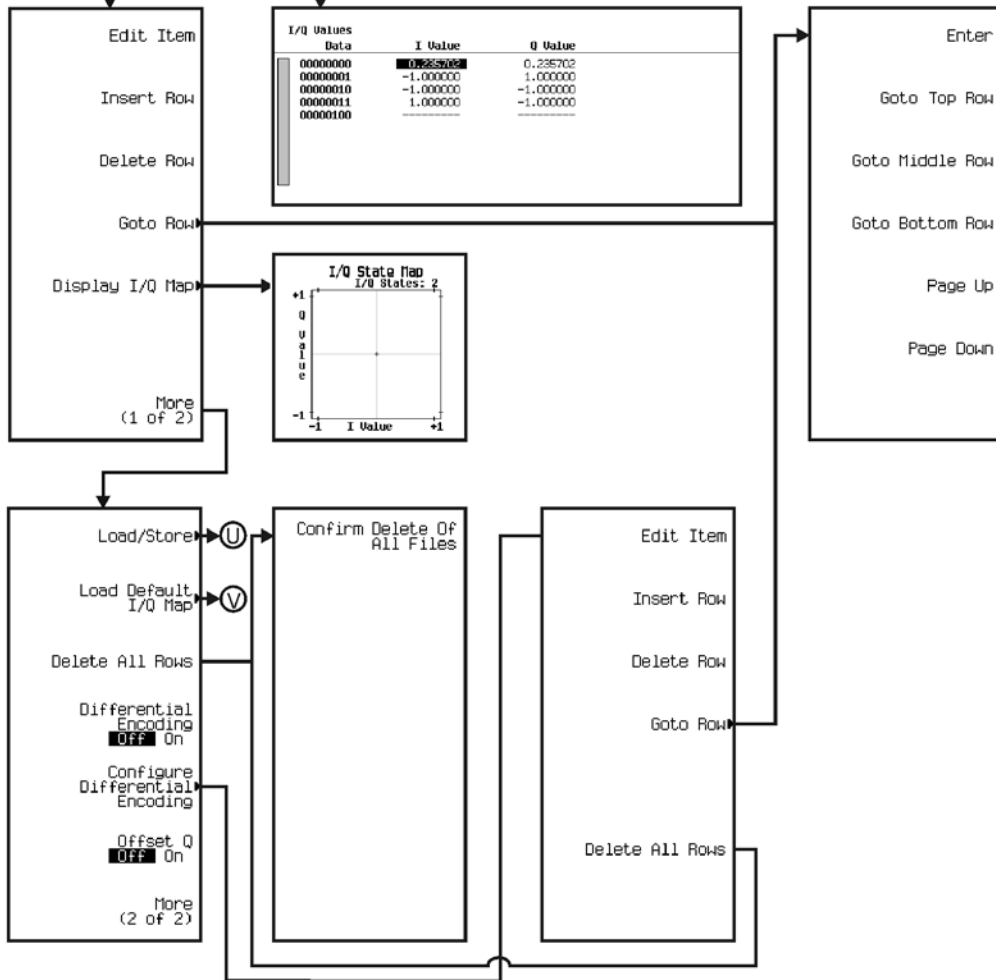 Edit Item
Insert Row
Delete Row
Goto Row
Display I/Q Map
More
(1 of 2)
I/Q Values
Data I Value Q Value
00000000 0.235702 0.235702
00000001 -1.000000 1.000000
00000010 -1.000000 -1.000000
00000011 1.000000 -1.000000
00000100 --------- ---------
I/Q State Map
I/Q States: 2
+1
Q Value
-1
-1 I Value +1
Enter
Goto Top Row
Goto Middle Row
Goto Bottom Row
Page Up
Page Down
Load/Store
U
Load Default
I/Q Map
V
Delete All Rows
Differential
Encoding
Off On
Configure
Differential
Encoding
Offset Q
Off On
More
(2 of 2)
Confirm Delete Of
All Files
Edit Item
Insert Row
Delete Row
Goto Row
Delete All Rows